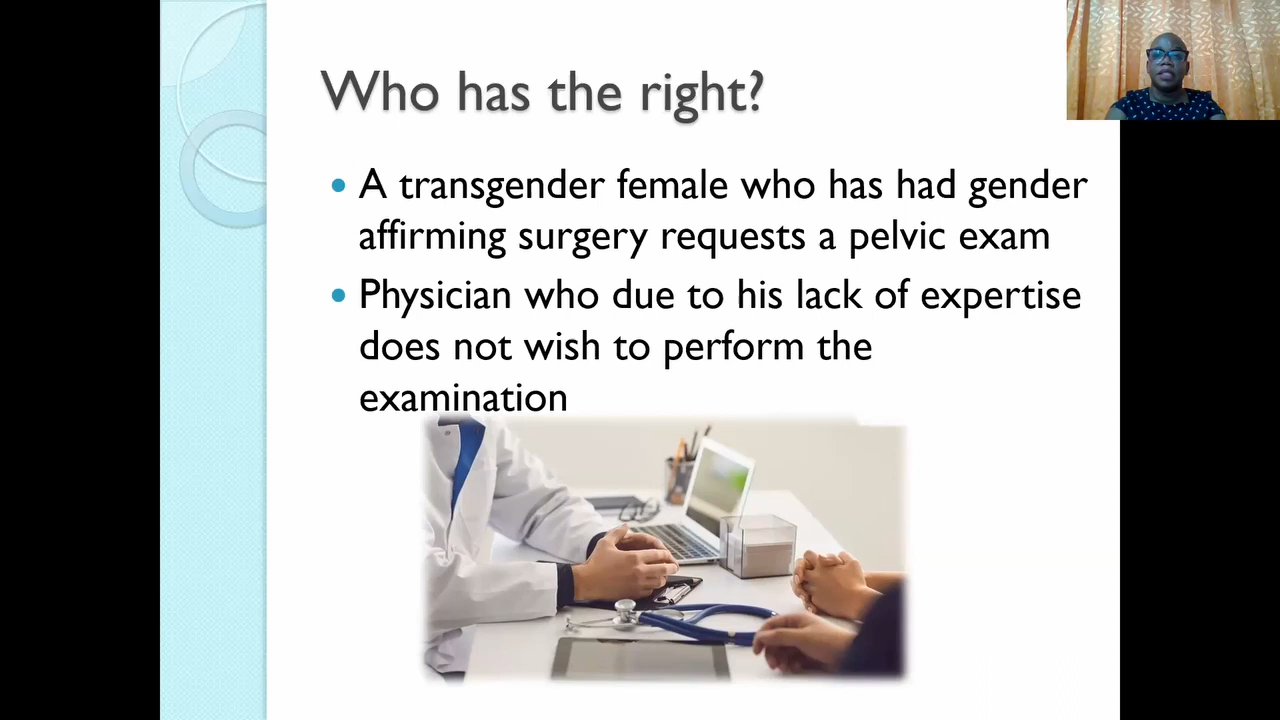 Who has the right?
A transgender female who has had gender
affirming surgery requests a pelvic exam
Physician who due to his lack of expertise
does not wish to perform the
examination